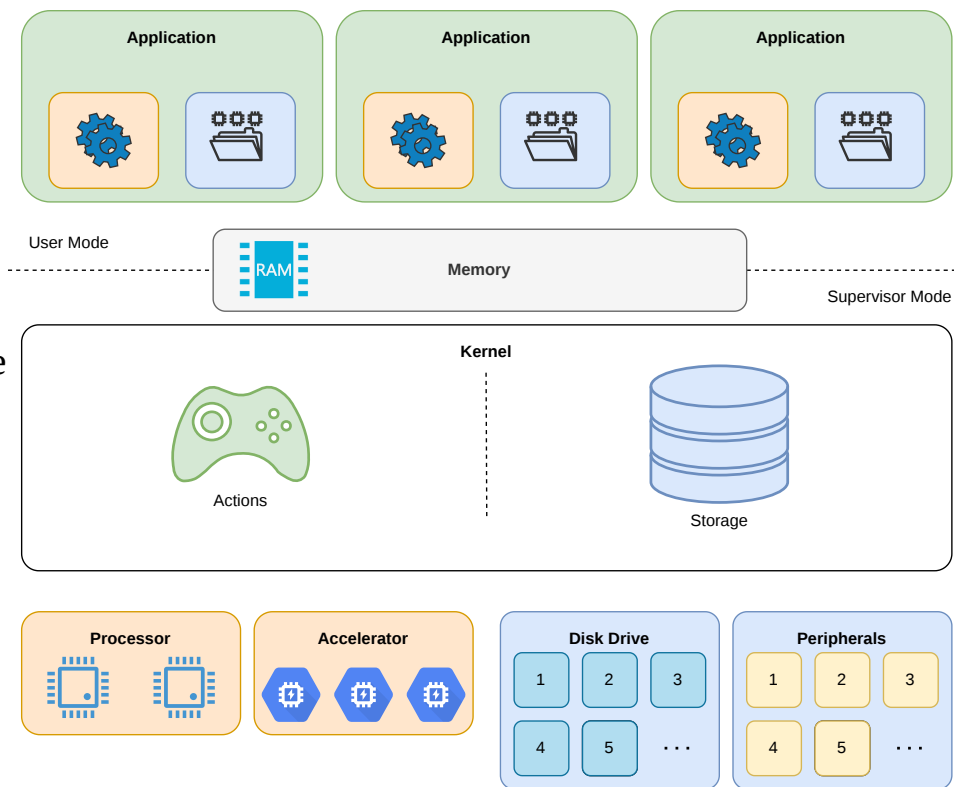 Application
Application
Application
User Mode
RAM
Memory
Supervisor Mode
e
Kernel
Actions
Storage
Processor
Accelerator
Disk Drive
1
2
3
4
5
...
Peripherals
1
2
3
4
5
...